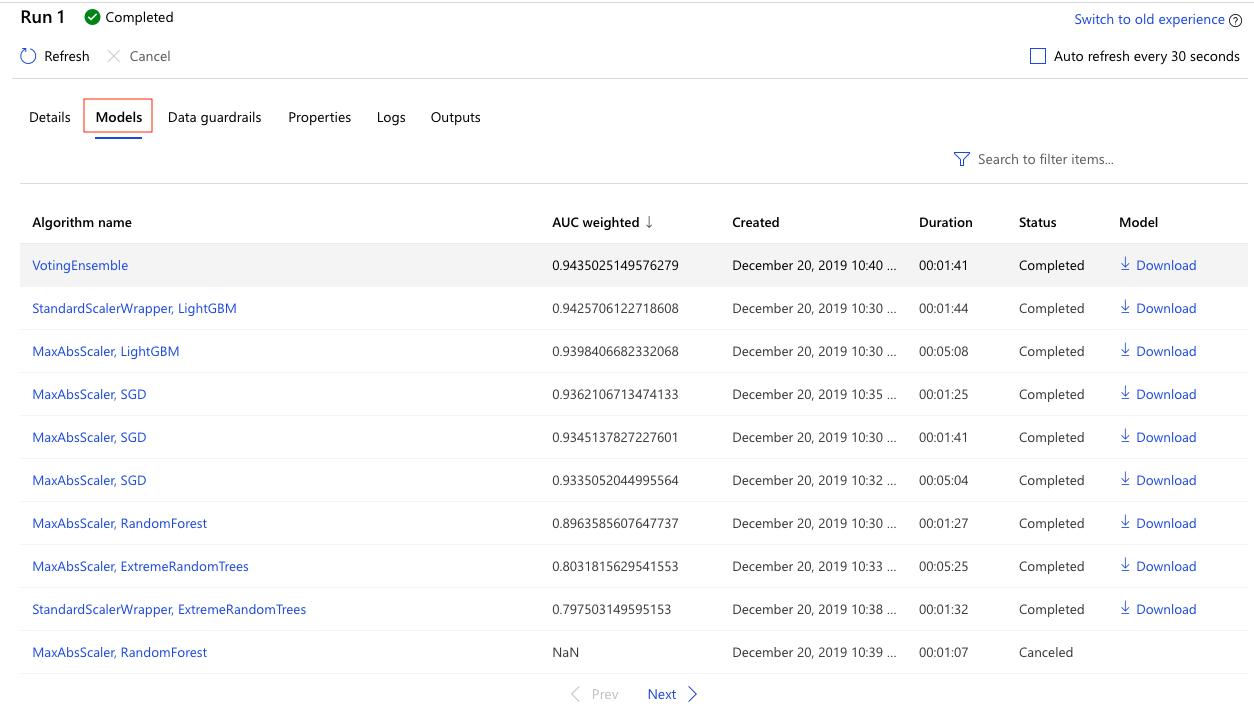 Run 1 Completed
Switch to old experience ?
Refresh Cancel
Auto refresh every 30 seconds
Details Models Data guardrails Properties Logs Outputs
Search to filter items...
Algorithm name AUC weighted ↓ Created Duration Status Model
VotingEnsemble 0.9435025149576279 December 20, 2019 10:40 ... 00:01:41 Completed Download
StandardScalerWrapper, LightGBM 0.9425706122718608 December 20, 2019 10:30 ... 00:01:44 Completed Download
MaxAbsScaler, LightGBM 0.9398406682332068 December 20, 2019 10:30 ... 00:05:08 Completed Download
MaxAbsScaler, SGD 0.9362106713474133 December 20, 2019 10:35 ... 00:01:25 Completed Download
MaxAbsScaler, SGD 0.9345137827227601 December 20, 2019 10:30 ... 00:01:41 Completed Download
MaxAbsScaler, SGD 0.9335052044995564 December 20, 2019 10:32 ... 00:05:04 Completed Download
MaxAbsScaler, RandomForest 0.8963585607647737 December 20, 2019 10:30 ... 00:01:27 Completed Download
MaxAbsScaler, ExtremeRandomTrees 0.8031815629541553 December 20, 2019 10:33 ... 00:05:25 Completed Download
StandardScalerWrapper, ExtremeRandomTrees 0.797503149595153 December 20, 2019 10:38 ... 00:01:32 Completed Download
MaxAbsScaler, RandomForest NaN December 20, 2019 10:39 ... 00:01:07 Canceled
Prev Next